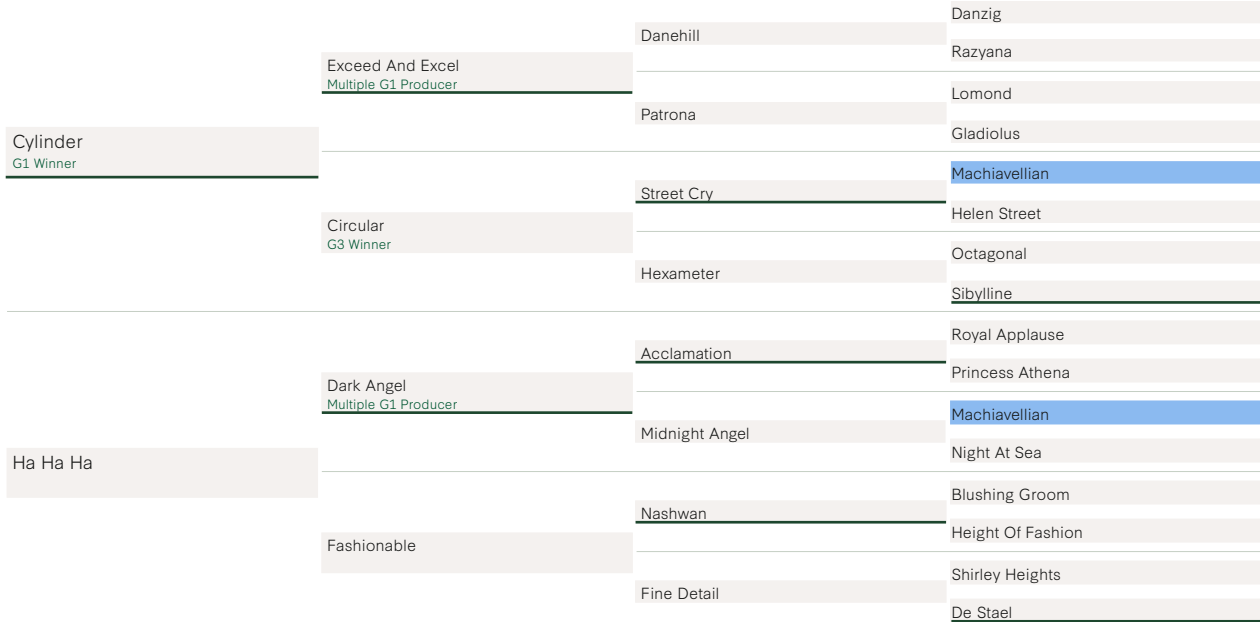 Cylinder
G1 Winner
Ha Ha Ha
Exceed And Excel
Multiple G1 Producer
Circular
G3 Winner
Dark Angel
Multiple G1 Producer
Fashionable
Danehill
Patrona
Street Cry
Hexameter
Acclamation
Midnight Angel
Nashwan
Fine Detail
Danzig
Razyana
Lomond
Gladiolus
Machiavellian
Helen Street
Octagonal
Sibylline
Royal Applause
Princess Athena
Machiavellian
Night At Sea
Blushing Groom
Height Of Fashion
Shirley Heights
De Stael